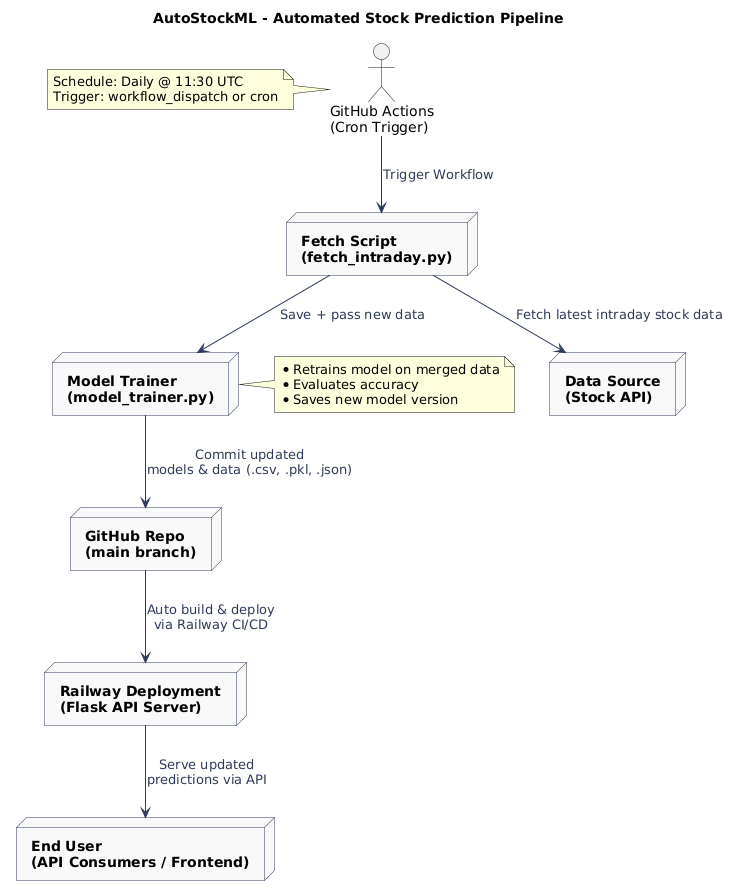 AutoStockML - Automated Stock Prediction Pipeline
Schedule: Daily @ 11:30 UTC
Trigger: workflow_dispatch or cron
GitHub Actions
(Cron Trigger)
Trigger Workflow
Fetch Script
(fetch_intraday.py)
Save + pass new data
Fetch latest intraday stock data
Model Trainer
(model_trainer.py)
• Retrains model on merged data
• Evaluates accuracy
• Saves new model version
Data Source
(Stock API)
Commit updated
models & data (.csv, .pkl, .json)
GitHub Repo
(main branch)
Auto build & deploy
via Railway CI/CD
Railway Deployment
(Flask API Server)
Serve updated
predictions via API
End User
(API Consumers / Frontend)